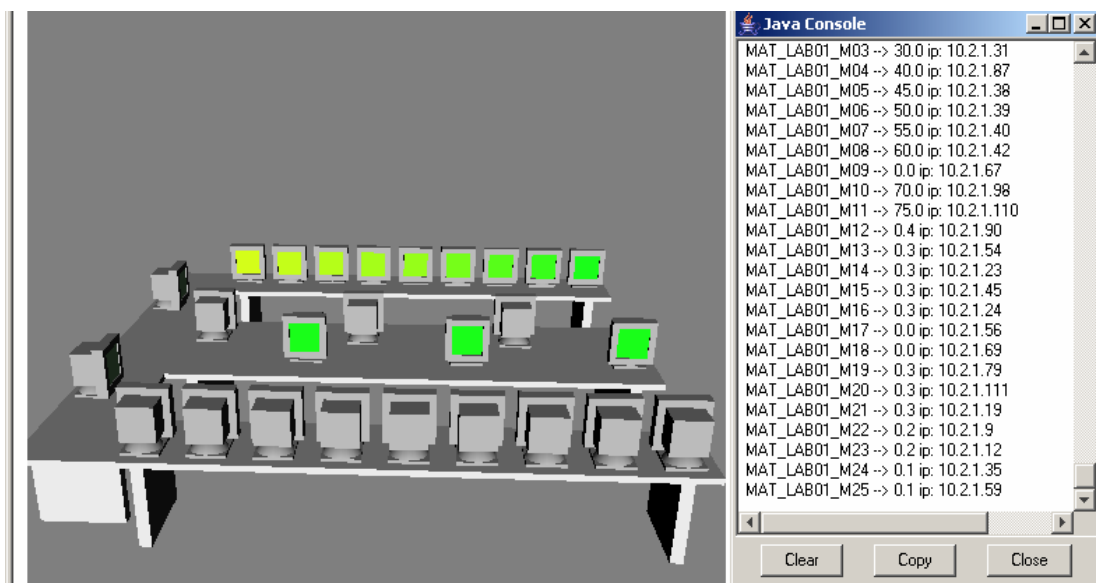 Java Console
MAT_LAB01_M03 --> 30.0 ip: 10.2.1.31
MAT_LAB01_M04 --> 40.0 ip: 10.2.1.87
MAT_LAB01_M05 --> 45.0 ip: 10.2.1.38
MAT_LAB01_M06 --> 50.0 ip: 10.2.1.39
MAT_LAB01_M07 --> 55.0 ip: 10.2.1.40
MAT_LAB01_M08 --> 60.0 ip: 10.2.1.42
MAT_LAB01_M09 --> 0.0 ip: 10.2.1.67
MAT_LAB01_M10 --> 70.0 ip: 10.2.1.98
MAT_LAB01_M11 --> 75.0 ip: 10.2.1.110
MAT_LAB01_M12 --> 0.4 ip: 10.2.1.90
MAT_LAB01_M13 --> 0.3 ip: 10.2.1.54
MAT_LAB01_M14 --> 0.3 ip: 10.2.1.23
MAT_LAB01_M15 --> 0.3 ip: 10.2.1.45
MAT_LAB01_M16 --> 0.3 ip: 10.2.1.24
MAT_LAB01_M17 --> 0.0 ip: 10.2.1.56
MAT_LAB01_M18 --> 0.0 ip: 10.2.1.69
MAT_LAB01_M19 --> 0.3 ip: 10.2.1.79
MAT_LAB01_M20 --> 0.3 ip: 10.2.1.111
MAT_LAB01_M21 --> 0.3 ip: 10.2.1.19
MAT_LAB01_M22 --> 0.2 ip: 10.2.1.9
MAT_LAB01_M23 --> 0.2 ip: 10.2.1.12
MAT_LAB01_M24 --> 0.1 ip: 10.2.1.35
MAT_LAB01_M25 --> 0.1 ip: 10.2.1.59
Clear Copy Close